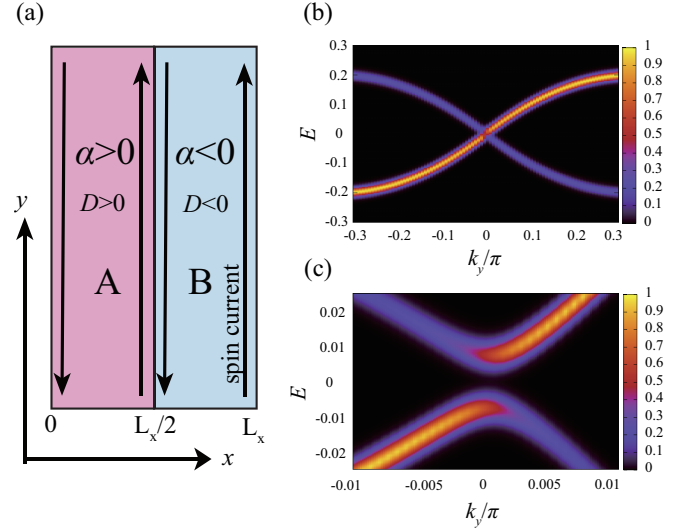 (a)
α>0
D>0
A
α<0
D<0
B
spin current
y
0
L_x/2
L_x
x
(b)
E
0.3
0.2
0.1
0
-0.1
-0.2
-0.3
-0.3
-0.2
-0.1
0
0.1
0.2
0.3
k_y/π
1
0.9
0.8
0.7
0.6
0.5
0.4
0.3
0.2
0.1
0
(c)
E
0.02
0.01
0
-0.01
-0.02
-0.01
-0.005
0
0.005
0.01
k_y/π
1
0.9
0.8
0.7
0.6
0.5
0.4
0.3
0.2
0.1
0